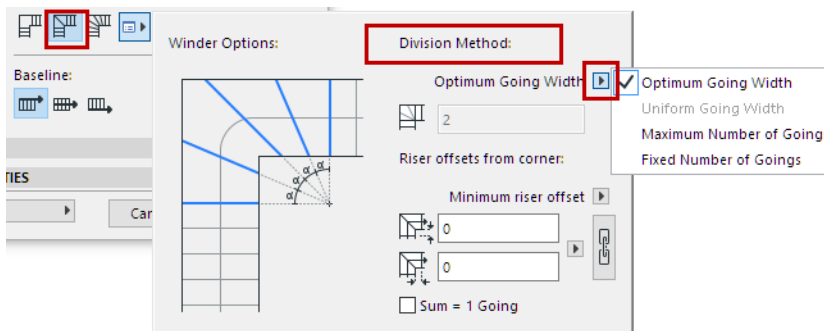 Winder Options:
Division Method:
Baseline:
Optimum Going Width
Optimum Going Width
2
Uniform Going Width
Maximum Number of Going
Riser offsets from corner:
Fixed Number of Goings
TIES
Minimum riser offset
Car
0
0
Sum = 1 Going
α
α
α
α